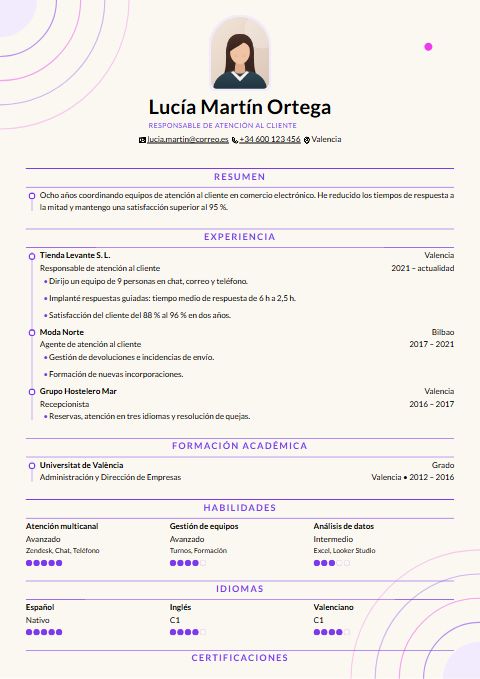 Lucía Martín Ortega
RESPONSABLE DE ATENCIÓN AL CLIENTE
lucia.martin@correo.es +34 600 123 456 Valencia
RESUMEN
Ocho años coordinando equipos de atención al cliente en comercio electrónico. He reducido los tiempos de respuesta a
la mitad y mantengo una satisfacción superior al 95 %.
EXPERIENCIA
Tienda Levante S. L. Valencia
Responsable de atención al cliente 2021 – actualidad
• Dirijo un equipo de 9 personas en chat, correo y teléfono.
• Implanté respuestas guiadas: tiempo medio de respuesta de 6 h a 2,5 h.
• Satisfacción del cliente del 88 % al 96 % en dos años.
Moda Norte Bilbao
Agente de atención al cliente 2017 – 2021
• Gestión de devoluciones e incidencias de envío.
• Formación de nuevas incorporaciones.
Grupo Hostelero Mar Valencia
Recepcionista 2016 – 2017
• Reservas, atención en tres idiomas y resolución de quejas.
FORMACIÓN ACADÉMICA
Universitat de València Grado
Administración y Dirección de Empresas Valencia • 2012 – 2016
HABILIDADES
Atención multicanal Gestión de equipos Análisis de datos
Avanzado Avanzado Intermedio
Zendesk, Chat, Teléfono Turnos, Formación Excel, Looker Studio
IDIOMAS
Español Inglés Valenciano
Nativo C1 C1
CERTIFICACIONES